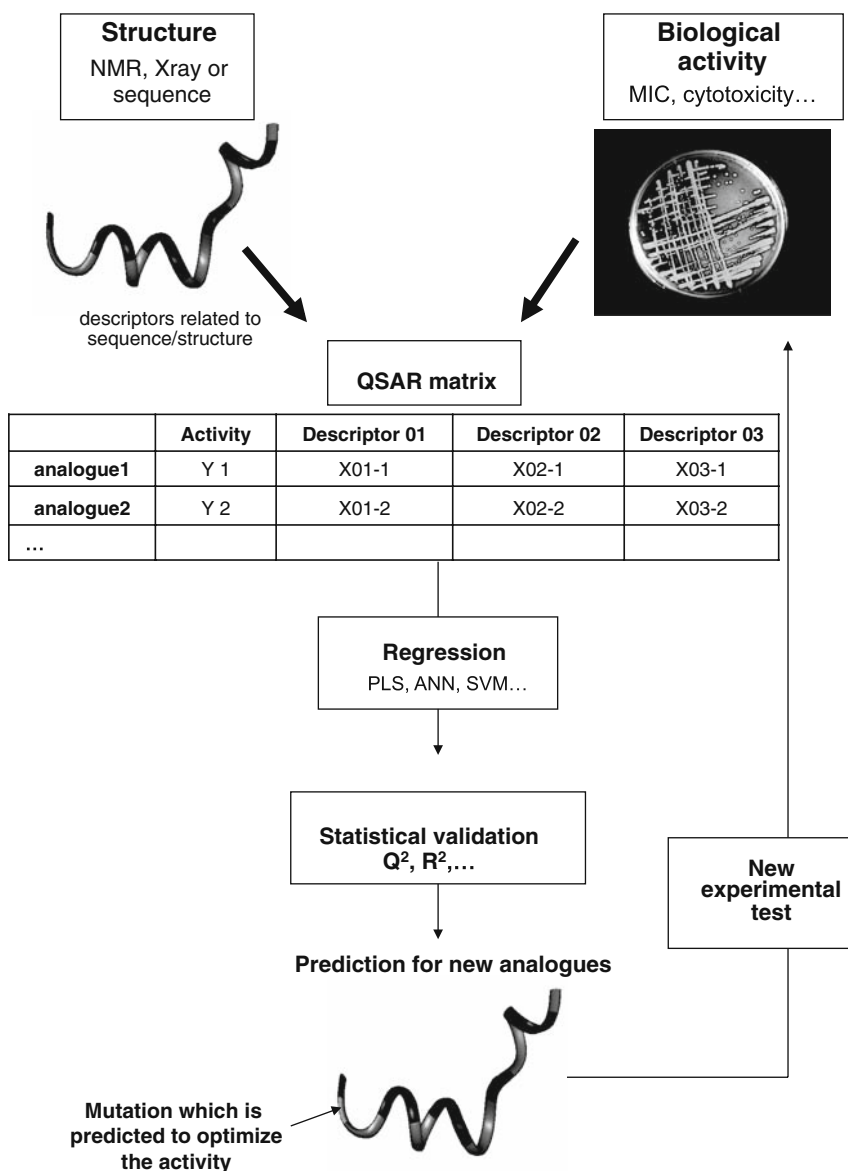 Structure
NMR, Xray or
sequence
Biological
activity
MIC, cytotoxicity…
descriptors related to
sequence/structure
QSAR matrix
Activity Descriptor 01 Descriptor 02 Descriptor 03
analogue1 Y 1 X01-1 X02-1 X03-1
analogue2 Y 2 X01-2 X02-2 X03-2
…
Regression
PLS, ANN, SVM…
Statistical validation
Q², R²,…
New
experimental
test
Prediction for new analogues
Mutation which is
predicted to optimize
the activity